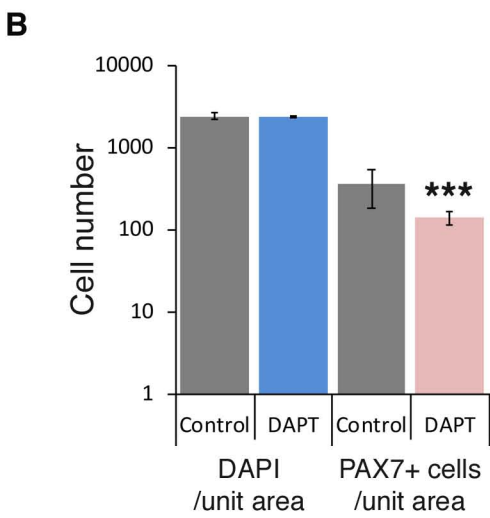 B
10000
1000
100
10
1
Cell number
***
Control DAPT Control DAPT
DAPI PAX7+ cells
/unit area /unit area